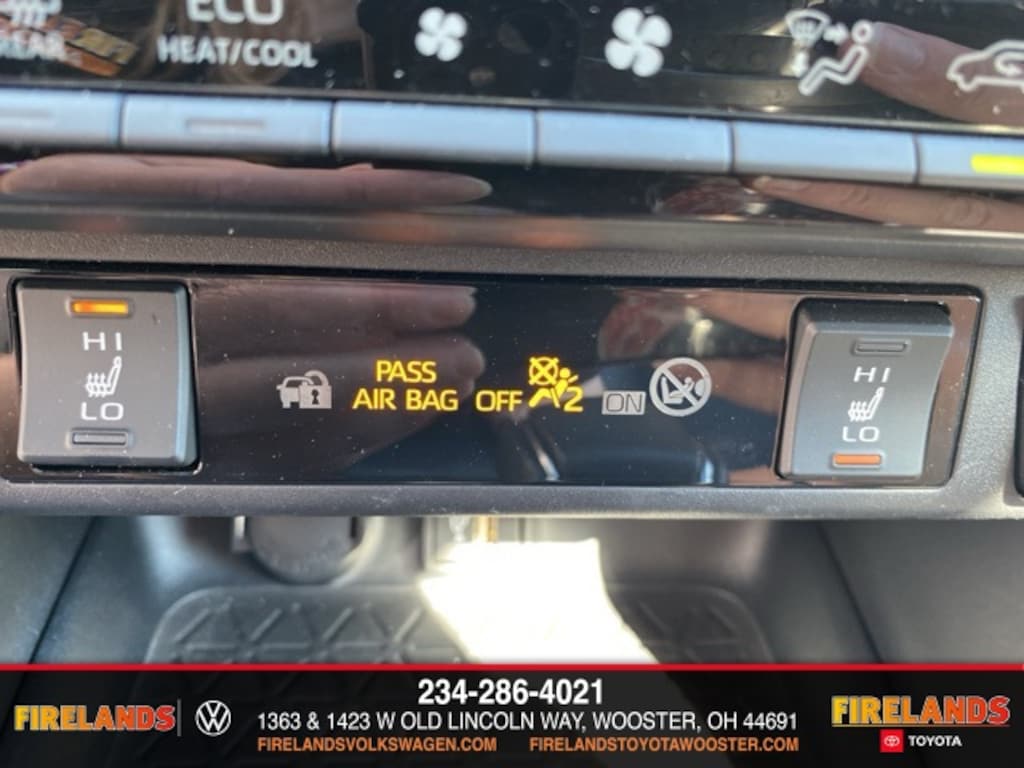 REAR
ECO
HEAT/COOL
HI
LO
PASS
AIR BAG OFF 2 ON
HI
LO
234-286-4021
FIRELANDS
1363 & 1423 W OLD LINCOLN WAY, WOOSTER, OH 44691
FIRELANDSVOLKSWAGEN.COM FIRELANDSTOYOTAWOOSTER.COM
FIRELANDS
TOYOTA